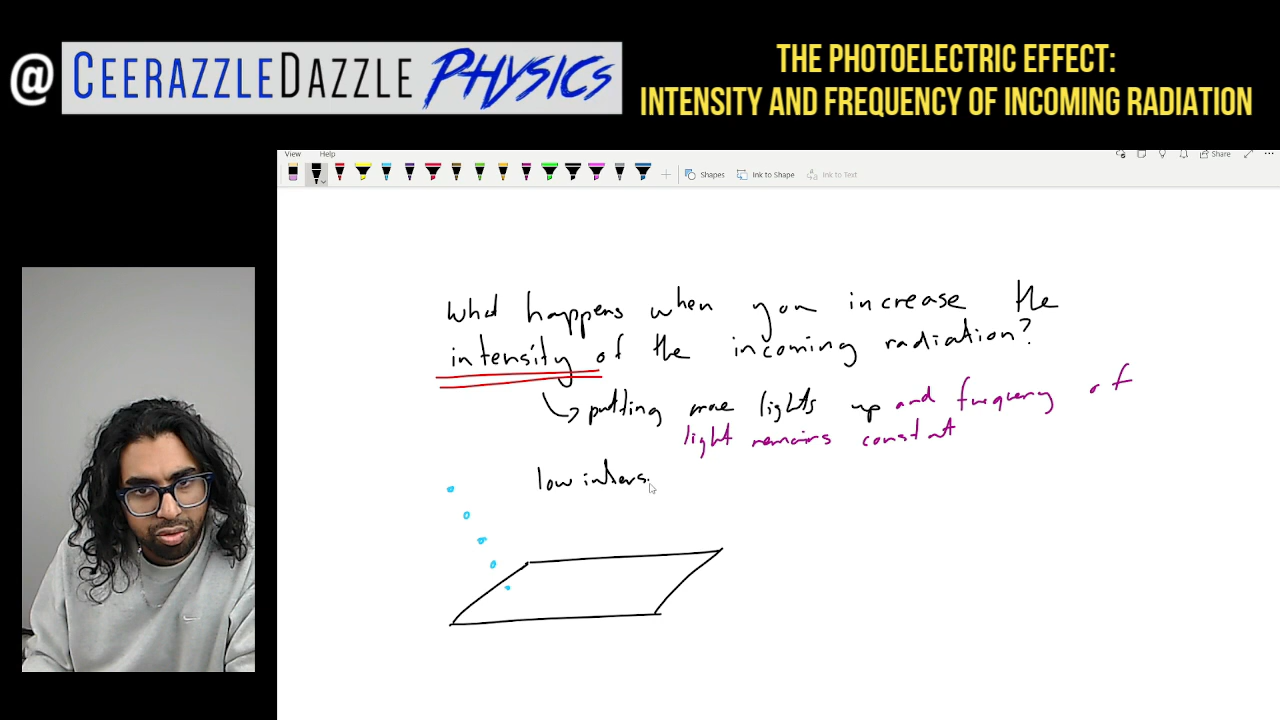 @ CEERAZZLEDAZZLE PHYSICS
THE PHOTOELECTRIC EFFECT:
INTENSITY AND FREQUENCY OF INCOMING RADIATION
View Help
Share
Shapes Ink to Shape Ink to Text
What happens when you increase the
intensity of the incoming radiation?
putting more lights up and frequency of
light remains constant
low intens